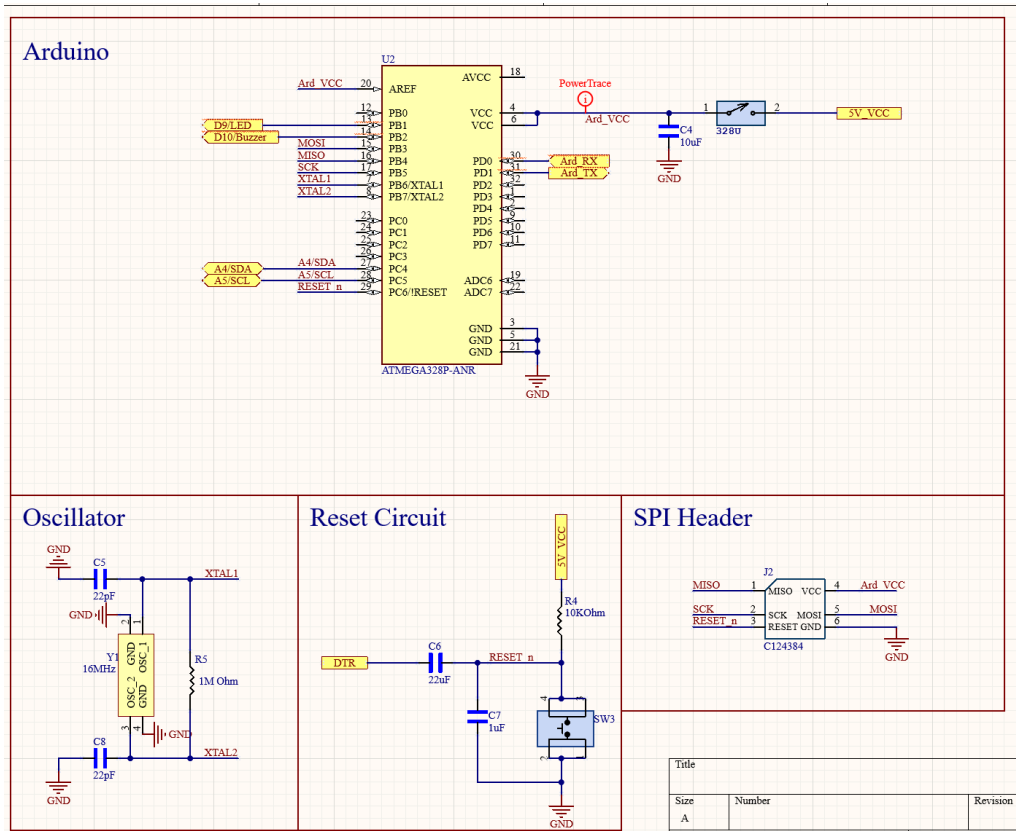 Arduino
U2
Ard_VCC
20
AREF
AVCC
18
PowerTrace
i
12
PB0
VCC
4
Ard_VCC
1
2
5V_VCC
D9/LED
13
PB1
VCC
6
C4
10uF
328U
D10/Buzzer
14
PB2
GND
MOSI
15
PB3
MISO
16
PB4
PD0
30
Ard_RX
SCK
17
PB5
PD1
31
Ard_TX
XTAL1
7
PB6/XTAL1
PD2
32
XTAL2
8
PB7/XTAL2
PD3
1
PD4
2
23
PC0
PD5
9
24
PC1
PD6
10
25
PC2
PD7
11
26
PC3
A4/SDA
A4/SDA
27
PC4
ADC6
19
A5/SCL
A5/SCL
28
PC5
ADC7
22
RESET_n
29
PC6/!RESET
GND
3
GND
5
GND
21
ATMEGA328P-ANR
GND
Oscillator
GND
C5
22pF
XTAL1
GND
2
1
GND
OSC_1
Y1
16MHz
OSC_2
GND
R5
1M Ohm
3
4
GND
C8
22pF
XTAL2
GND
Reset Circuit
5V_VCC
R4
10KOhm
DTR
C6
22uF
RESET_n
C7
1uF
4
3
SW3
2
1
GND
SPI Header
J2
MISO
1
MISO
VCC
4
Ard_VCC
SCK
2
SCK
MOSI
5
MOSI
RESET_n
3
RESET
GND
6
C124384
GND
Title
Size
Number
Revision
A